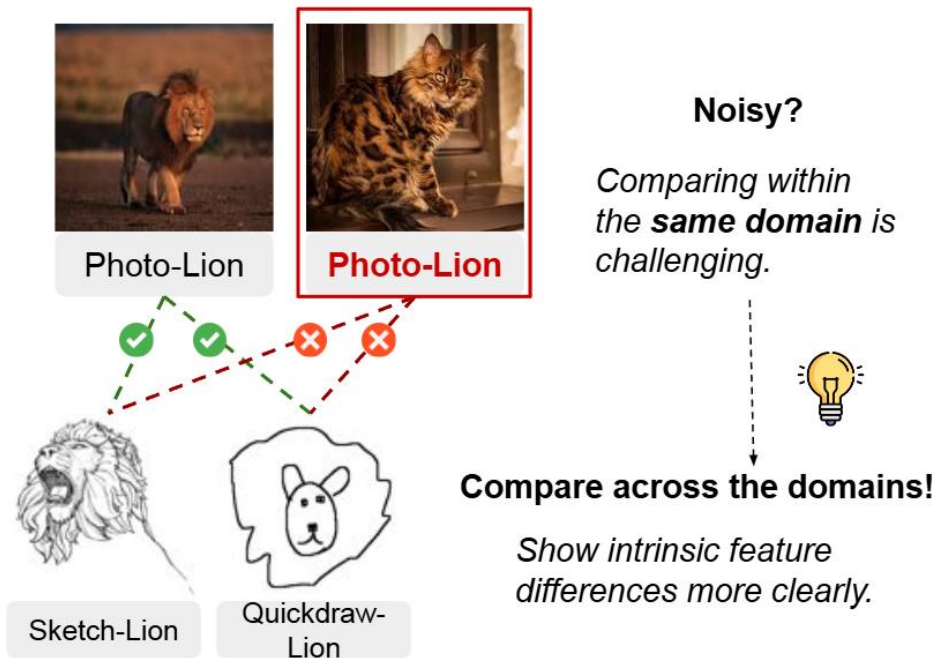 Photo-Lion
Photo-Lion
Noisy?
Comparing within
the same domain is
challenging.
Compare across the domains!
Show intrinsic feature
differences more clearly.
Sketch-Lion
Quickdraw-
Lion